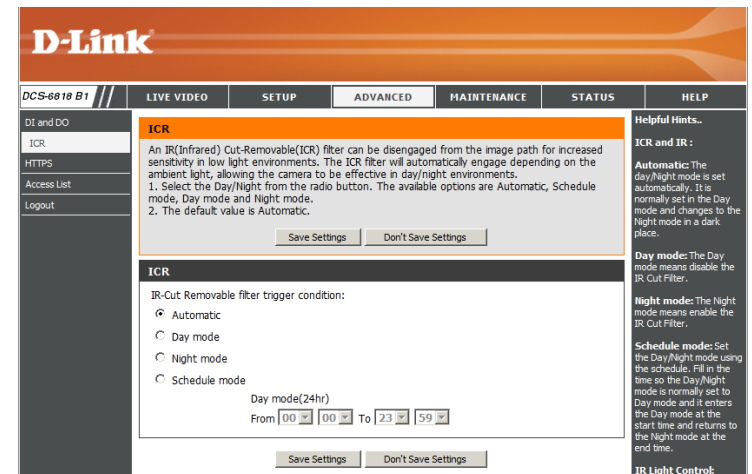 D-Link
DCS-6818 B1 //
LIVE VIDEO
SETUP
ADVANCED
MAINTENANCE
STATUS
HELP
DI and DO
ICR
HTTPS
Access List
Logout
ICR
An IR(Infrared) Cut-Removable(ICR) filter can be disengaged from the image path for increased
sensitivity in low light environments. The ICR filter will automatically engage depending on the
ambient light, allowing the camera to be effective in day/night environments.
1. Select the Day/Night from the radio button. The available options are Automatic, Schedule
mode, Day mode and Night mode.
2. The default value is Automatic.
Save Settings
Don't Save Settings
ICR
IR-Cut Removable filter trigger condition:
Automatic
Day mode
Night mode
Schedule mode
Day mode(24hr)
From 00 00 To 23 59
Save Settings
Don't Save Settings
Helpful Hints..
ICR and IR :
Automatic: The
day/Night mode is set
automatically. It is
normally set in the Day
mode and changes to the
Night mode in a dark
place.
Day mode: The Day
mode means disable the
IR Cut Filter.
Night mode: The Night
mode means enable the
IR Cut Filter.
Schedule mode: Set
the Day/Night mode using
the schedule. Fill in the
time so the Day/Night
mode is normally set to
Day mode and it enters
the Day mode at the
start time and returns to
the Night mode at the
end time.
IR Light Control: